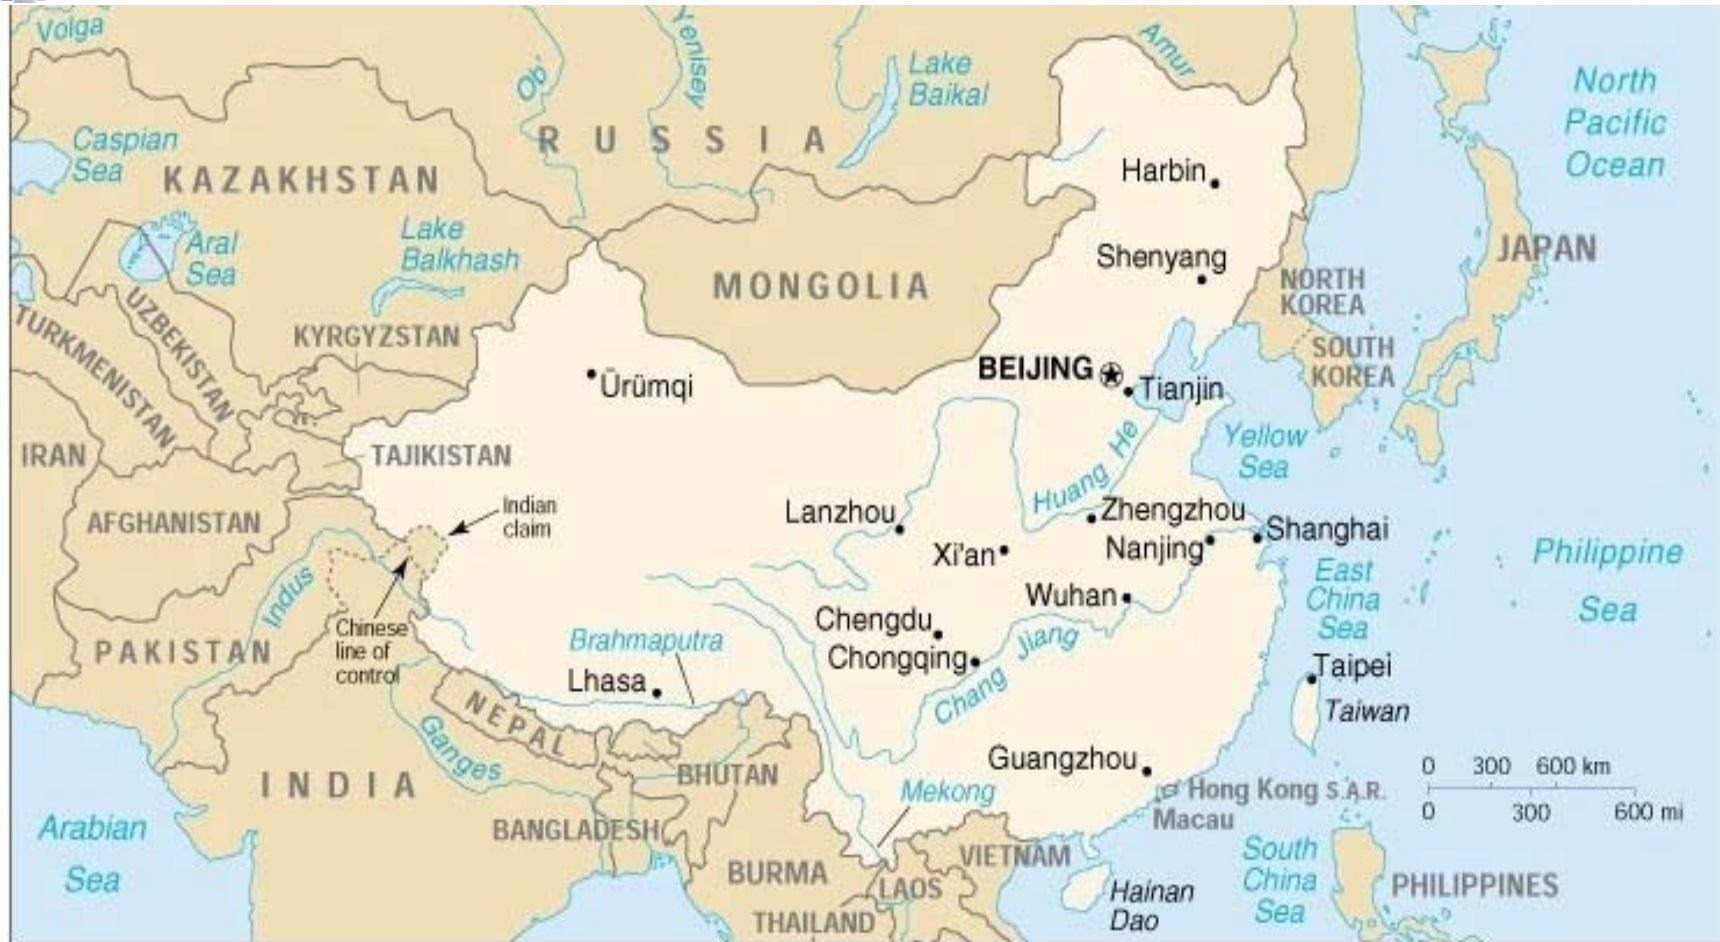 Volga
Ob'
Yenisey
Lake
Baikal
Amur
North
Pacific
Ocean
Caspian
Sea
RUSSIA
KAZAKHSTAN
Harbin
Aral
Sea
Lake
Balkhash
Shenyang
JAPAN
MONGOLIA
NORTH
KOREA
UZBEKISTAN
TURKMENISTAN
KYRGYZSTAN
SOUTH
KOREA
BEIJING
Tianjin
Ürümqi
IRAN
TAJIKISTAN
Huang He
Yellow
Sea
AFGHANISTAN
Indian
claim
Lanzhou
Zhengzhou
Shanghai
Xi'an
Nanjing
Philippine
Sea
Indus
East
China
Sea
Wuhan
Chengdu
Chongqing
Chang Jiang
PAKISTAN
Chinese
line of
control
Brahmaputra
Lhasa
Taipei
Taiwan
NEPAL
Ganges
Guangzhou
0 300 600 km
0 300 600 mi
INDIA
BHUTAN
Mekong
Hong Kong S.A.R.
Macau
Arabian
Sea
BANGLADESH
BURMA
VIETNAM
LAOS
THAILAND
Hainan
Dao
South
China
Sea
PHILIPPINES